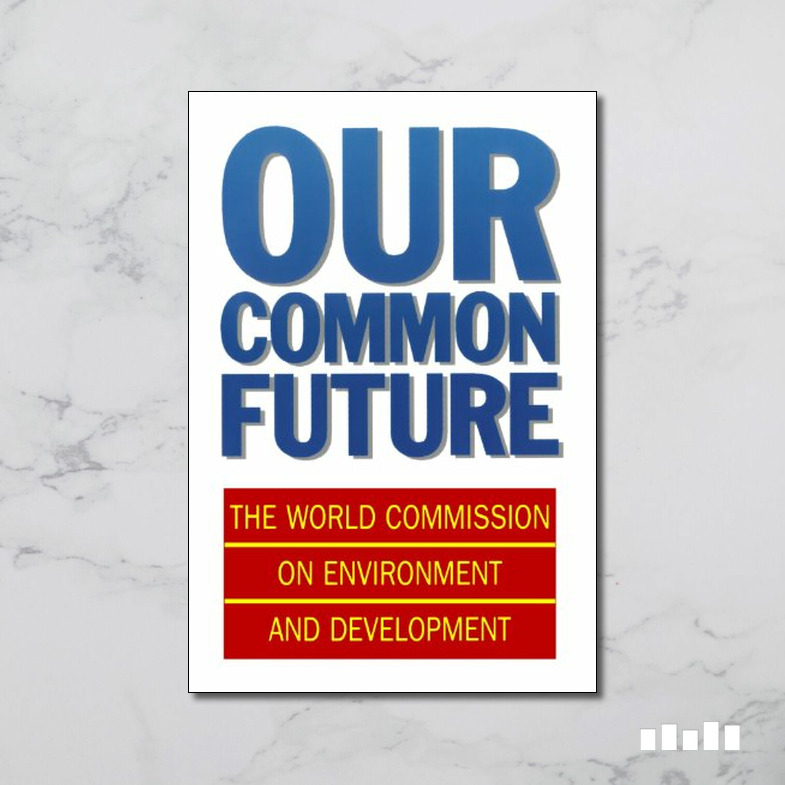 OUR
COMMON
FUTURE
THE WORLD COMMISSION
ON ENVIRONMENT
AND DEVELOPMENT